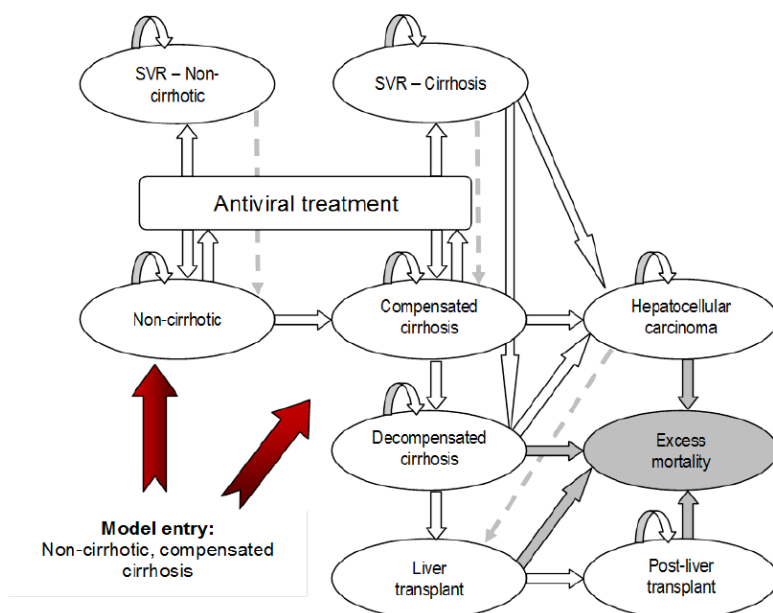 SVR – Non-
cirrhotic
SVR – Cirrhosis
Antiviral treatment
Non-cirrhotic
Compensated
cirrhosis
Hepatocellular
carcinoma
Decompensated
cirrhosis
Excess
mortality
Model entry:
Non-cirrhotic, compensated
cirrhosis
Liver
transplant
Post-liver
transplant